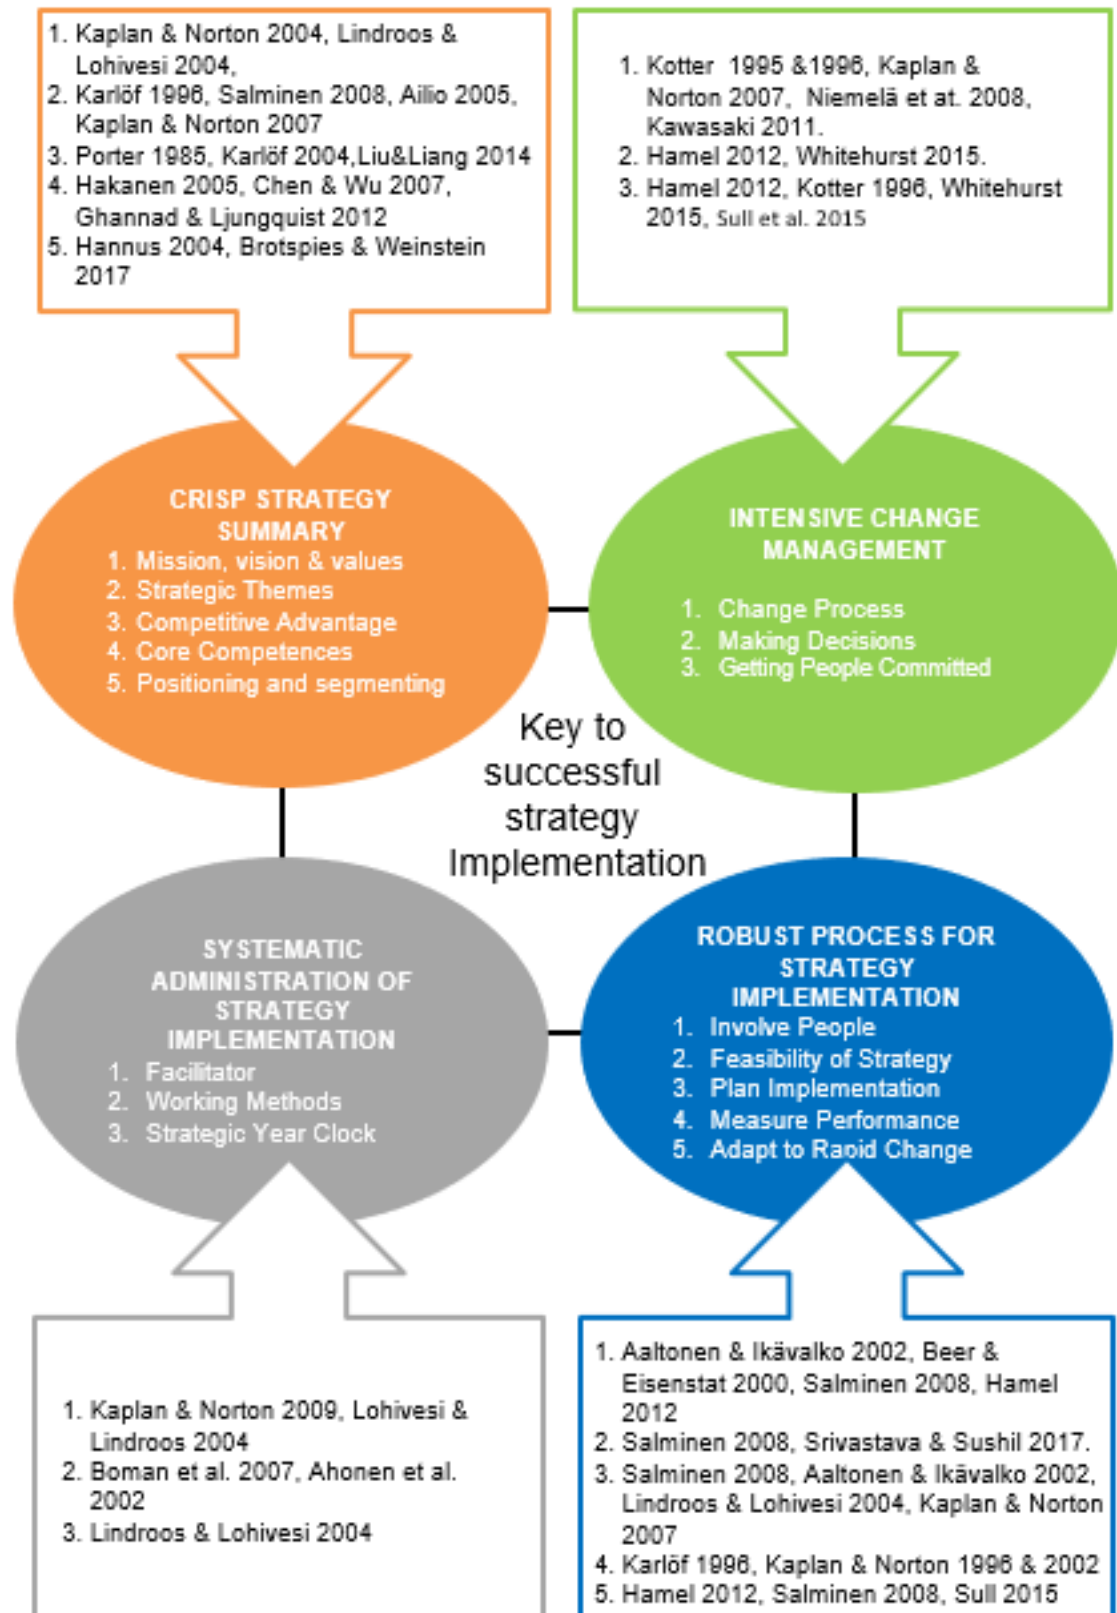 1. Kaplan & Norton 2004, Lindroos &
Lohivesi 2004,
2. Karlöf 1996, Salminen 2008, Ailio 2005,
Kaplan & Norton 2007
3. Porter 1985, Karlöf 2004,Liu&Liang 2014
4. Hakanen 2005, Chen & Wu 2007,
Ghannad & Ljungquist 2012
5. Hannus 2004, Brotspies & Weinstein
2017
1. Kotter 1995 &1996, Kaplan &
Norton 2007, Niemelä et at. 2008,
Kawasaki 2011.
2. Hamel 2012, Whitehurst 2015.
3. Hamel 2012, Kotter 1996, Whitehurst
2015, Sull et al. 2015
CRISP STRATEGY
SUMMARY
1. Mission, vision & values
2. Strategic Themes
3. Competitive Advantage
4. Core Competences
5. Positioning and segmenting
INTENSIVE CHANGE
MANAGEMENT
1. Change Process
2. Making Decisions
3. Getting People Committed
Key to
successful
strategy
Implementation
SYSTEMATIC
ADMINISTRATION OF
STRATEGY
IMPLEMENTATION
1. Facilitator
2. Working Methods
3. Strategic Year Clock
ROBUST PROCESS FOR
STRATEGY
IMPLEMENTATION
1. Involve People
2. Feasibility of Strategy
3. Plan Implementation
4. Measure Performance
5. Adapt to Rapid Change
1. Kaplan & Norton 2009, Lohivesi &
Lindroos 2004
2. Boman et al. 2007, Ahonen et al.
2002
3. Lindroos & Lohivesi 2004
1. Aaltonen & Ikävalko 2002, Beer &
Eisenstat 2000, Salminen 2008, Hamel
2012
2. Salminen 2008, Srivastava & Sushil 2017.
3. Salminen 2008, Aaltonen & Ikävalko 2002,
Lindroos & Lohivesi 2004, Kaplan & Norton
2007
4. Karlöf 1996, Kaplan & Norton 1996 & 2002
5. Hamel 2012, Salminen 2008, Sull 2015